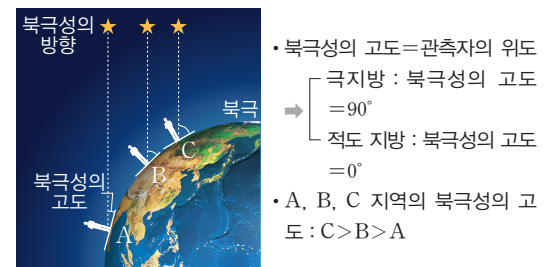 북극성의
방향
북극
C
B
북극성의
고도
A
• 북극성의 고도=관측자의 위도
➡ 극지방 : 북극성의 고도
=90°
적도 지방 : 북극성의 고도
=0°
• A, B, C 지역의 북극성의 고
도 : C>B>A